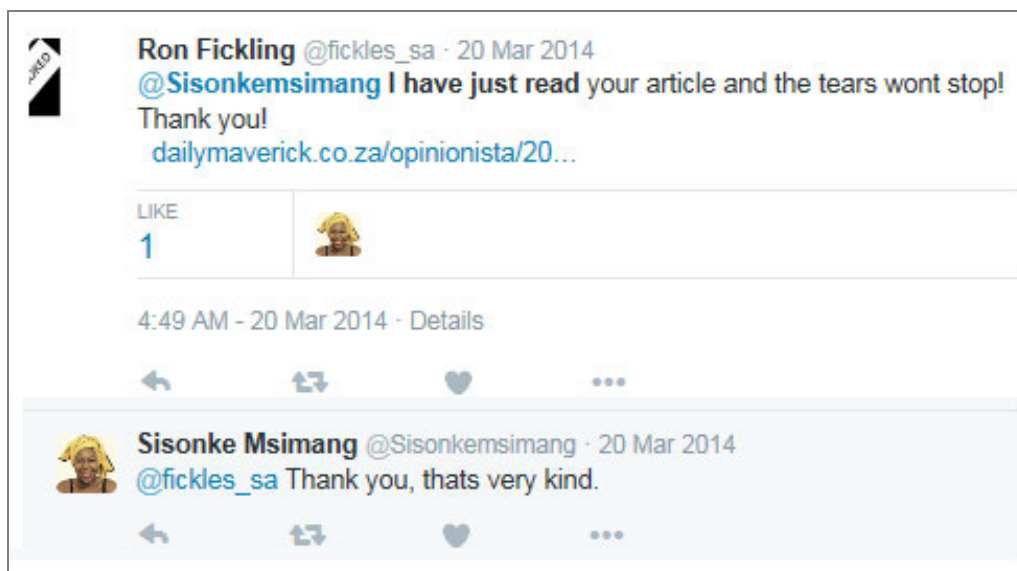 Ron Fickling @fickles_sa · 20 Mar 2014
@Sisonkemsimang I have just read your article and the tears wont stop!
Thank you!
dailymaverick.co.za/opinionista/20...
LIKE
1
4:49 AM - 20 Mar 2014 · Details
Sisonke Msimang @Sisonkemsimang · 20 Mar 2014
@fickles_sa Thank you, thats very kind.